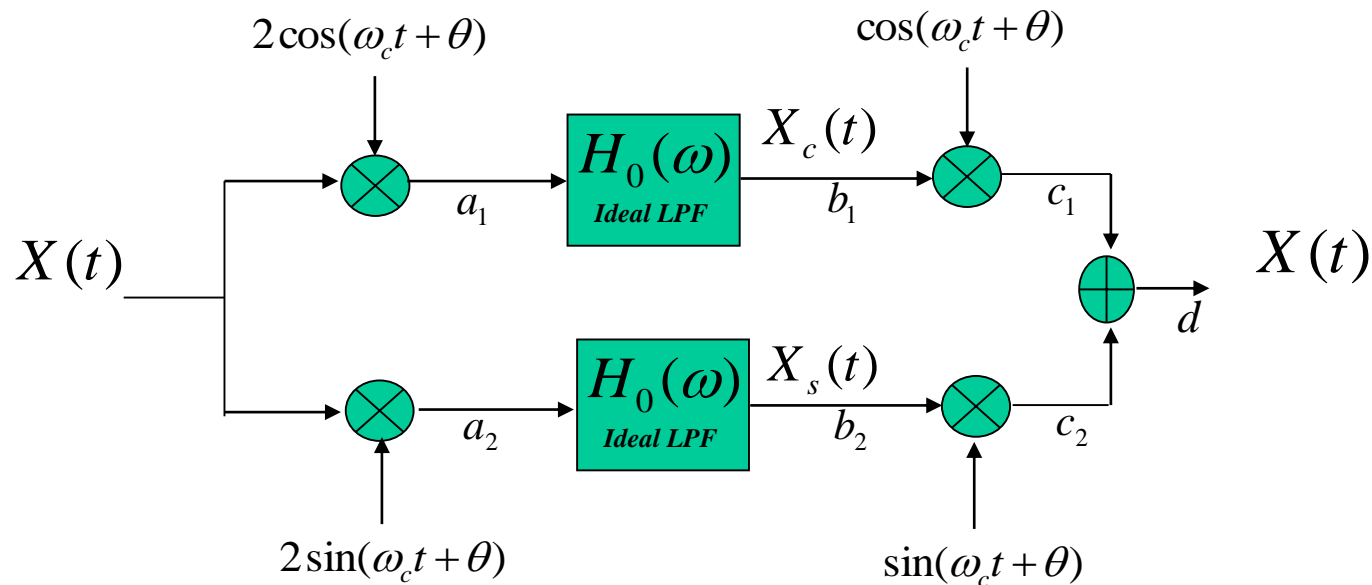 2cos(ω_c t + θ)
cos(ω_c t + θ)
H_0(ω)
Ideal LPF
X_c(t)
a_1
b_1
c_1
X(t)
X(t)
d
H_0(ω)
Ideal LPF
X_s(t)
a_2
b_2
c_2
2sin(ω_c t + θ)
sin(ω_c t + θ)